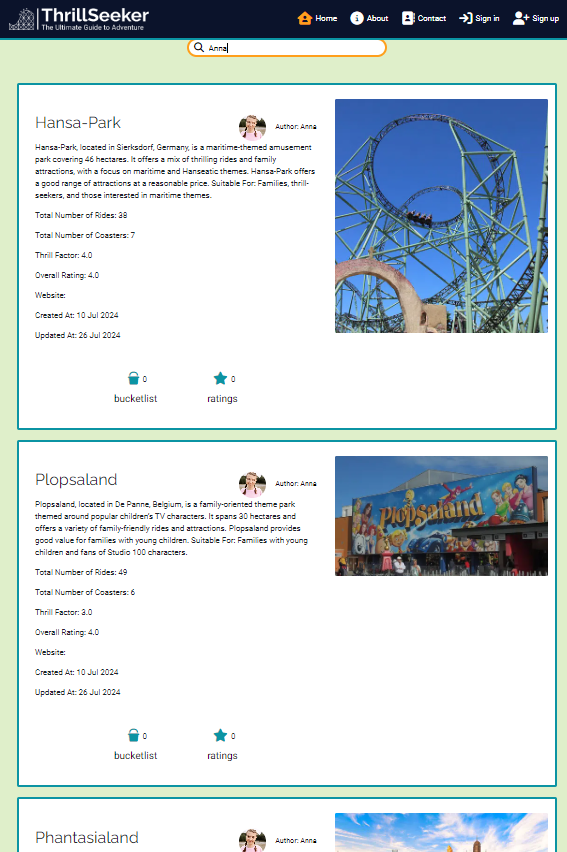 ThrillSeeker
The Ultimate Guide to Adventure
Home
About
Contact
Sign in
Sign up
Anna
Hansa-Park
Author: Anna
Hansa-Park, located in Sierksdorf, Germany, is a maritime-themed amusement
park covering 46 hectares. It offers a mix of thrilling rides and family
attractions, with a focus on maritime and Hanseatic themes. Hansa-Park offers
a good range of attractions at a reasonable price. Suitable For: Families, thrill-
seekers, and those interested in maritime themes.
Total Number of Rides: 38
Total Number of Coasters: 7
Thrill Factor: 4.0
Overall Rating: 4.0
Website:
Created At: 10 Jul 2024
Updated At: 26 Jul 2024
0
0
bucketlist
ratings
Plopsaland
Author: Anna
Plopsaland
Plopsaland, located in De Panne, Belgium, is a family-oriented theme park
themed around popular children's TV characters. It spans 30 hectares and
offers a variety of family-friendly rides and attractions. Plopsaland provides
good value for families with young children. Suitable For: Families with young
children and fans of Studio 100 characters.
Total Number of Rides: 49
Total Number of Coasters: 6
Thrill Factor: 3.0
Overall Rating: 4.0
Website:
Created At: 10 Jul 2024
Updated At: 26 Jul 2024
0
0
bucketlist
ratings
Phantasialand
Author: Anna